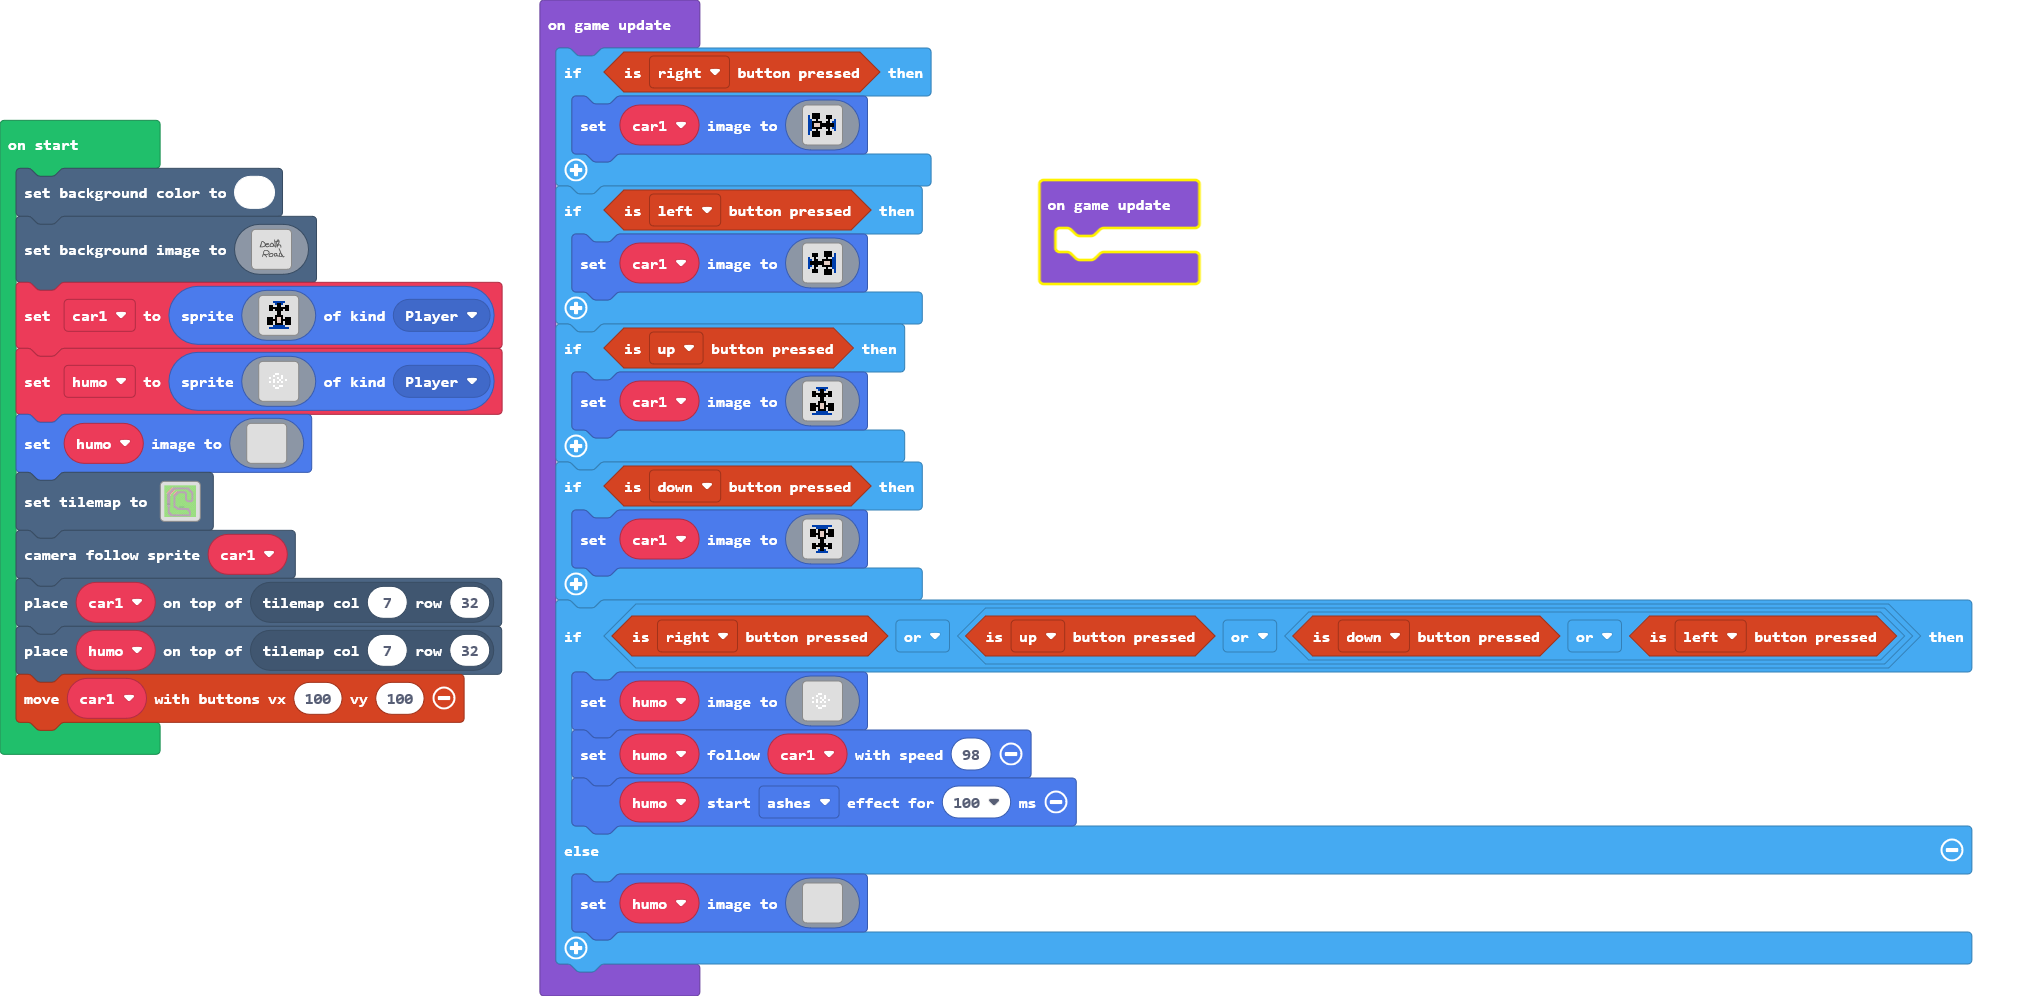 on start
set background color to
set background image to Death Road
set car1 to sprite of kind Player
set humo to sprite of kind Player
set humo image to
set tilemap to
camera follow sprite car1
place car1 on top of tilemap col 7 row 32
place humo on top of tilemap col 7 row 32
move car1 with buttons vx 100 vy 100
on game update
if is right button pressed then
set car1 image to
if is left button pressed then
set car1 image to
if is up button pressed then
set car1 image to
if is down button pressed then
set car1 image to
if is right button pressed or is up button pressed or is down button pressed or is left button pressed then
set humo image to
set humo follow car1 with speed 98
humo start ashes effect for 100 ms
else
set humo image to
on game update